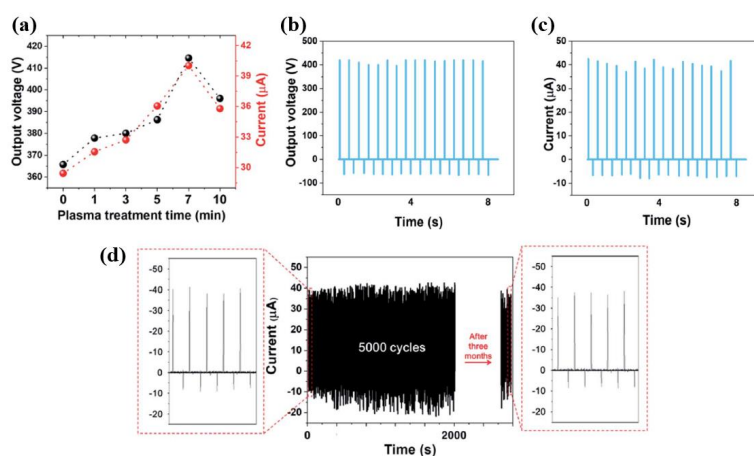 (a)
Output voltage (V)
420
410
400
390
380
370
360
42
40
39
36
33
30
Current (μA)
0 1 3 5 7 10
Plasma treatment time (min)
(b)
Output voltage (V)
500
400
300
200
100
0
-100
0 4 8
Time (s)
(c)
Current (μA)
50
40
30
20
10
0
-10
0 4 8
Time (s)
(d)
-50
-40
-30
-20
-10
0
-10
-20
Current (μA)
50
40
30
20
10
0
-10
-20
5000 cycles
After
three
months
0 2000
Time (s)
-50
-40
-30
-20
-10
0
-10
-20